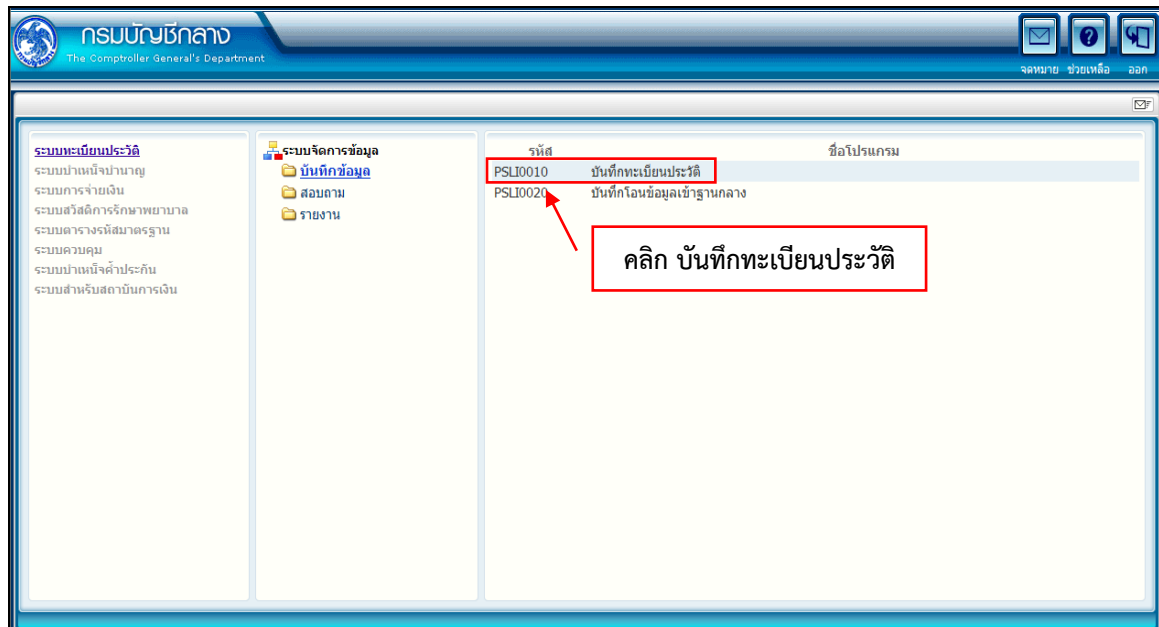 กรมบัญชีกลาง
The Comptroller General's Department
จดหมาย ช่วยเหลือ ออก
ระบบทะเบียนประวัติ
ระบบบำเหน็จบำนาญ
ระบบการจ่ายเงิน
ระบบสวัสดิการรักษาพยาบาล
ระบบตารางรหัสมาตรฐาน
ระบบควบคุม
ระบบบำเหน็จค้ำประกัน
ระบบสำหรับสถาบันการเงิน
ระบบจัดการข้อมูล
บันทึกข้อมูล
สอบถาม
รายงาน
รหัส ชื่อโปรแกรม
PSLI0010 บันทึกทะเบียนประวัติ
PSLI0020 บันทึกโอนข้อมูลเข้าฐานกลาง
คลิก บันทึกทะเบียนประวัติ